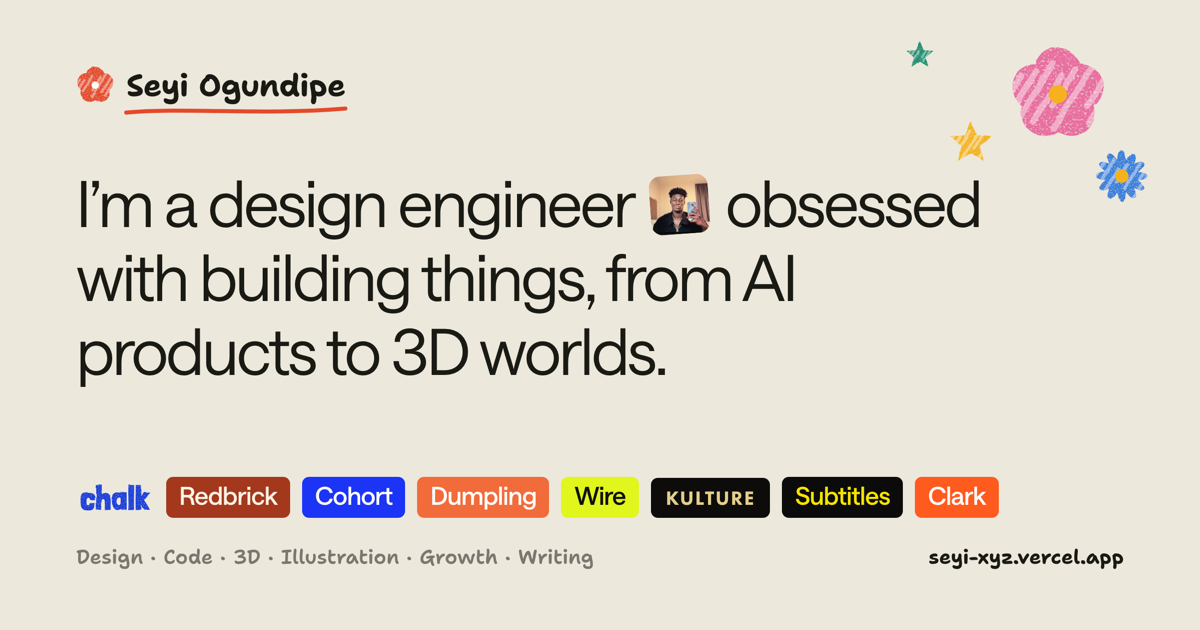 Seyi Ogundipe
I’m a design engineer obsessed
with building things, from AI
products to 3D worlds.
chalk Redbrick Cohort Dumpling Wire KULTURE Subtitles Clark
Design · Code · 3D · Illustration · Growth · Writing
seyi-xyz.vercel.app